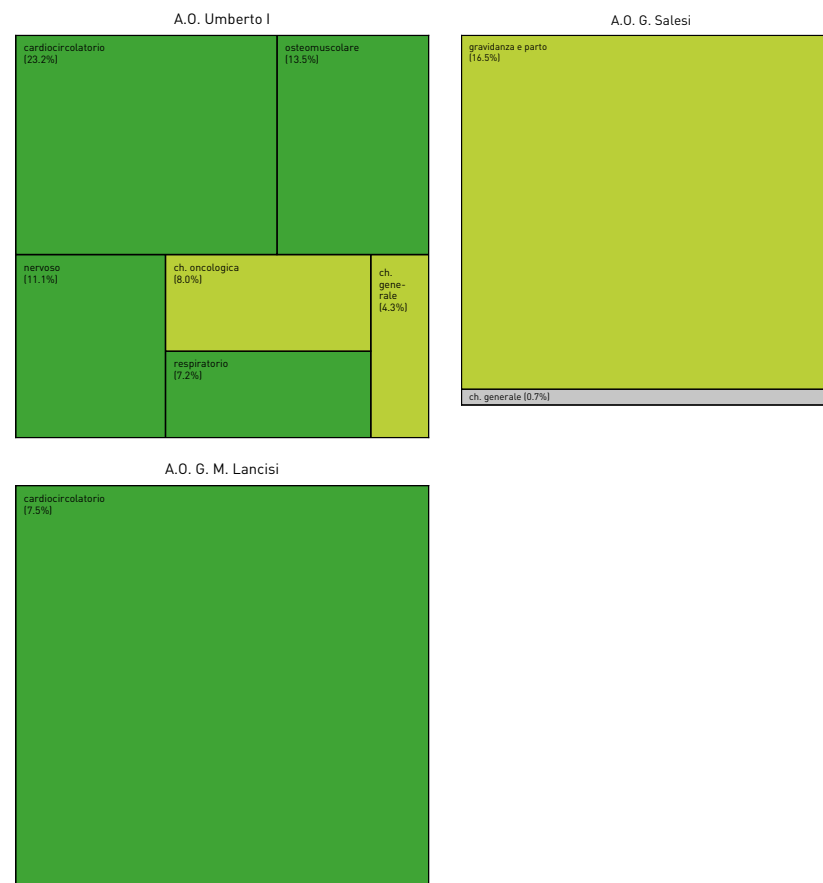 A.O. Umberto I
cardiocircolatorio
(23.2%)
osteomuscolare
(13.5%)
nervoso
(11.1%)
ch. oncologica
(8.0%)
ch.
gene-
rale
(4.3%)
respiratorio
(7.2%)
A.O. G. Salesi
gravidanza e parto
(16.5%)
ch. generale (0.7%)
A.O. G. M. Lancisi
cardiocircolatorio
(7.5%)